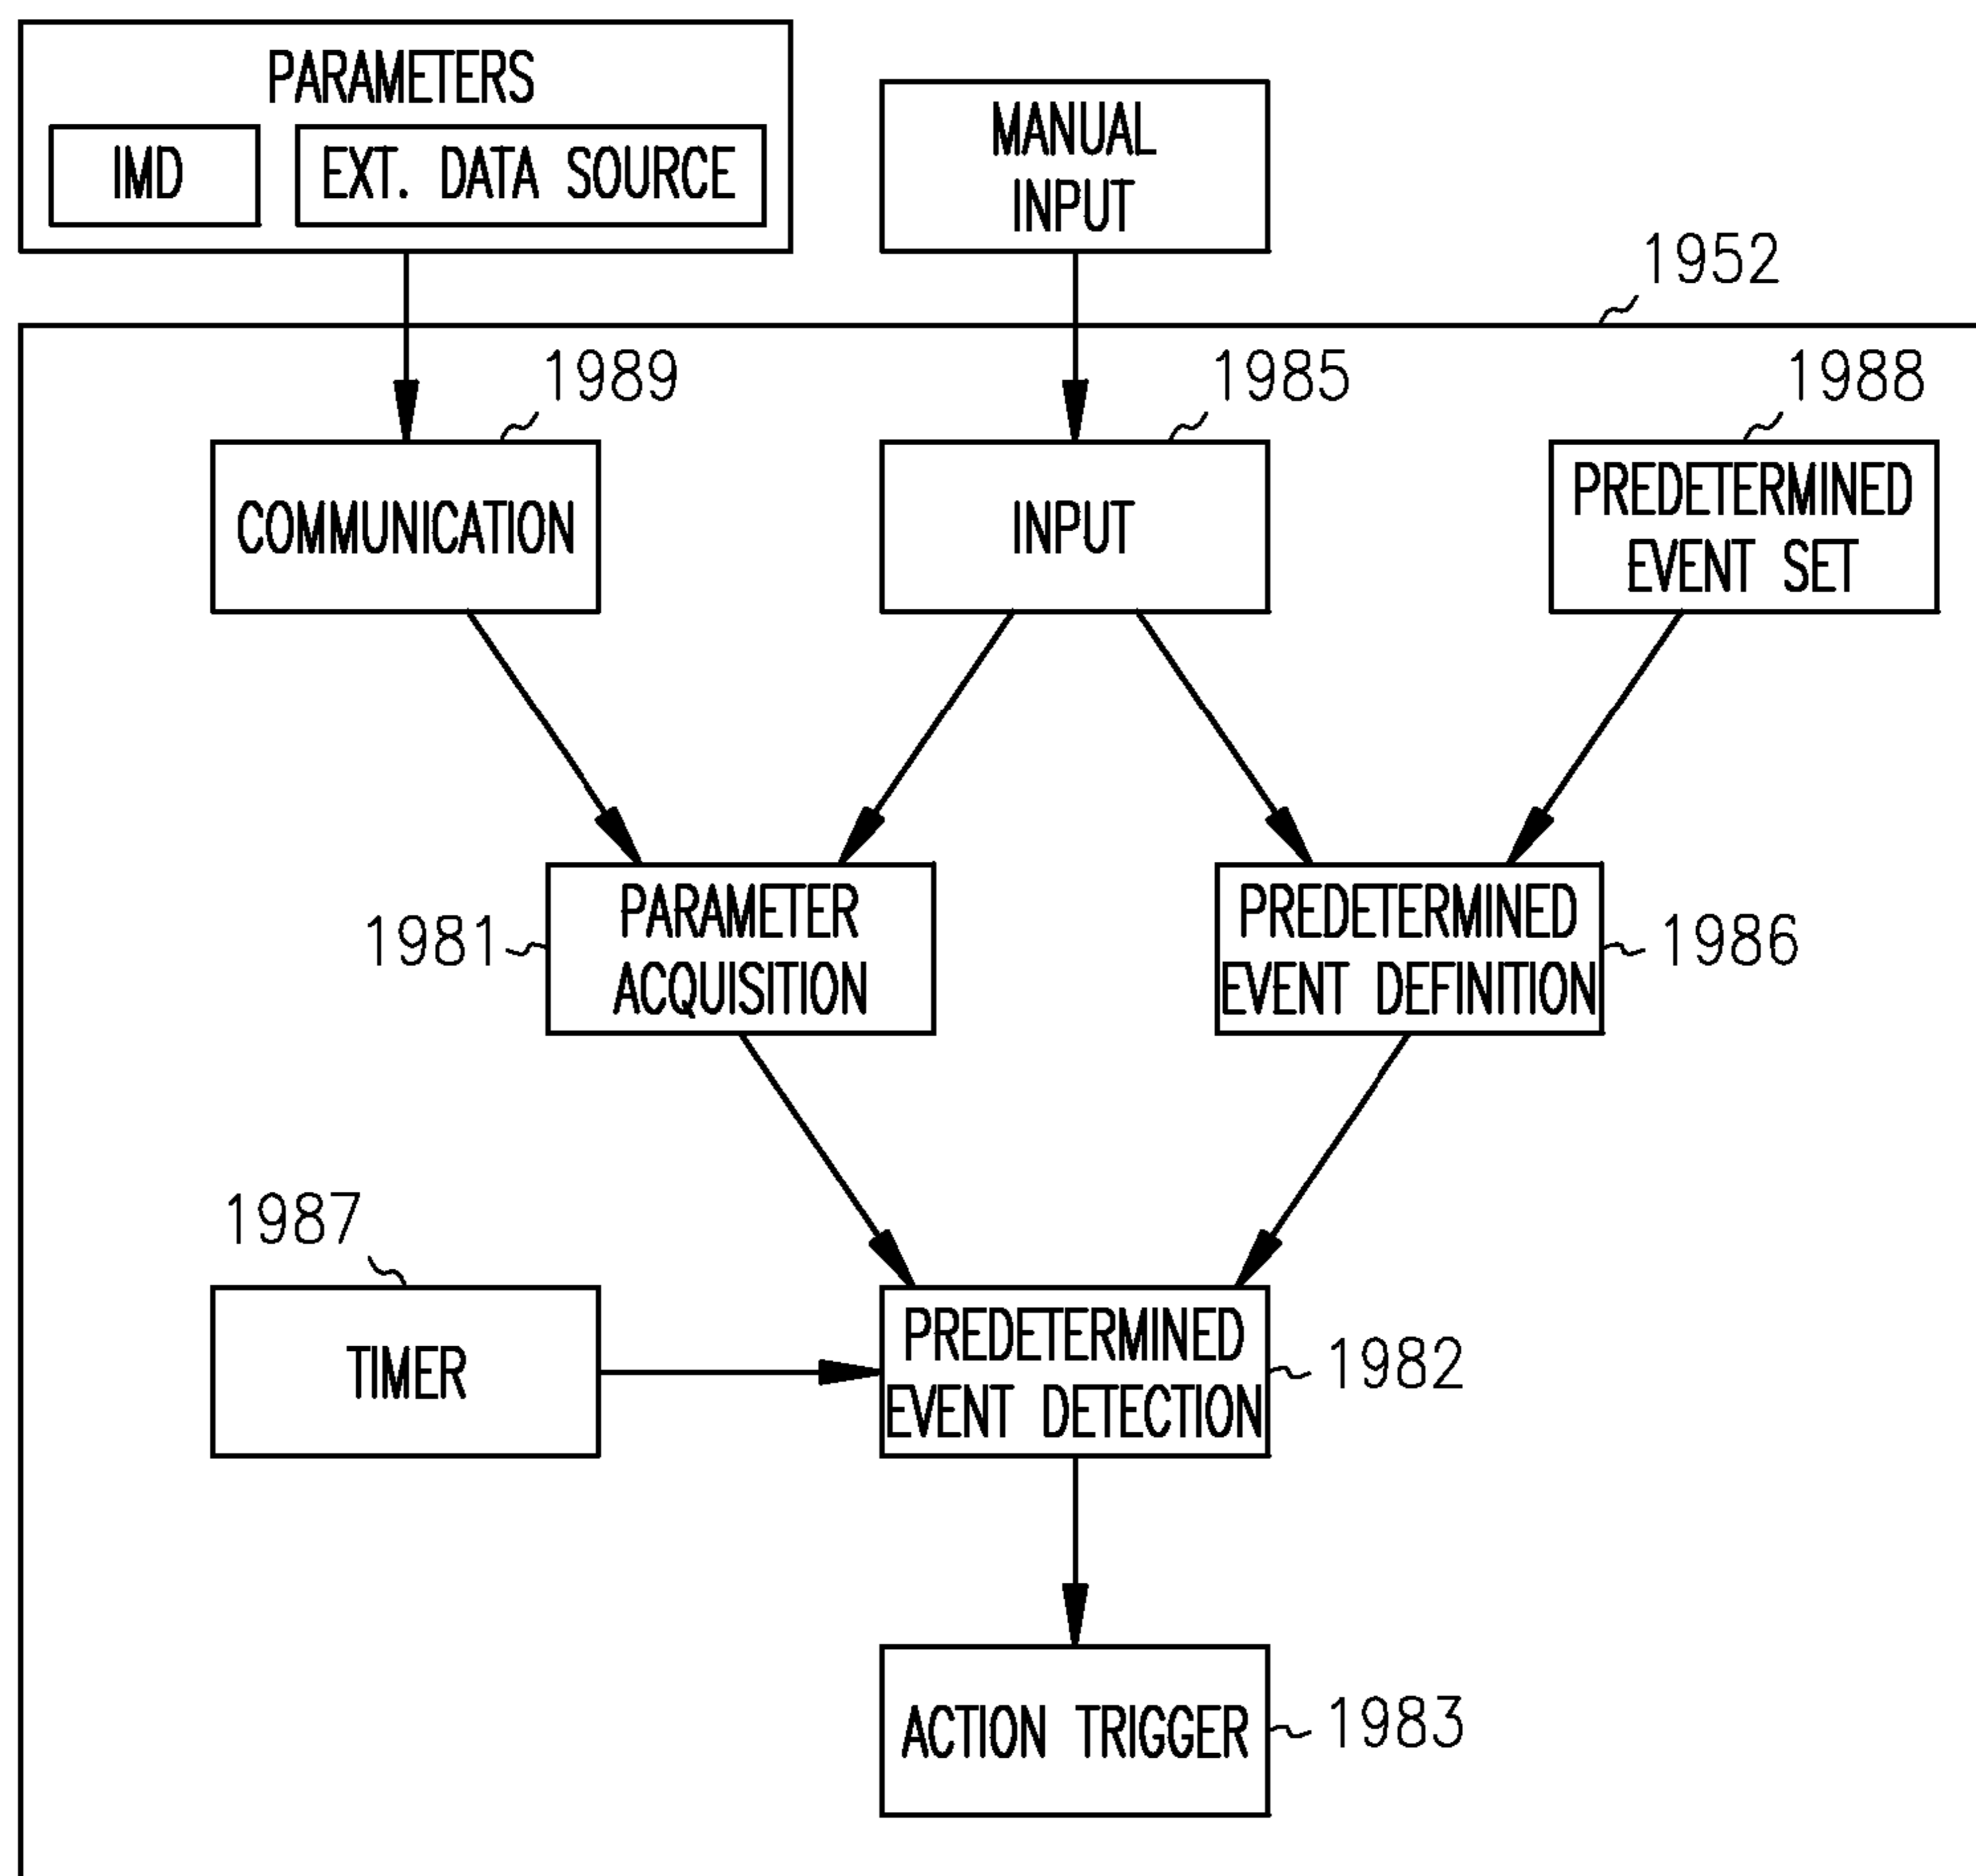 PARAMETERS
IMD
EXT. DATA SOURCE
MANUAL
INPUT
1952
1989
1985
1988
COMMUNICATION
INPUT
PREDETERMINED
EVENT SET
1981
PARAMETER
ACQUISITION
PREDETERMINED
EVENT DEFINITION
1986
1987
TIMER
PREDETERMINED
EVENT DETECTION
1982
ACTION TRIGGER
1983